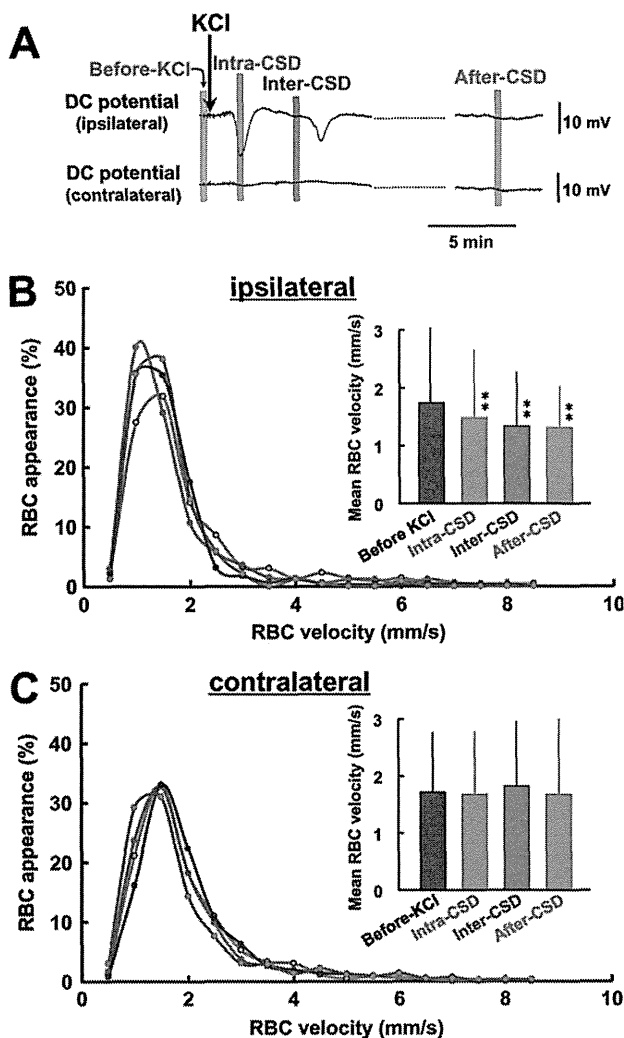 A
KCl
Before-KCl
Intra-CSD
Inter-CSD
After-CSD
DC potential
(ipsilateral)
10 mV
DC potential
(contralateral)
10 mV
5 min
B
ipsilateral
RBC appearance (%)
50
40
30
20
10
0
0
2
4
6
8
10
RBC velocity (mm/s)
Mean RBC velocity (mm/s)
3
2
1
0
**
**
**
Before KCl
Intra-CSD
Inter-CSD
After-CSD
C
contralateral
RBC appearance (%)
50
40
30
20
10
0
0
2
4
6
8
10
RBC velocity (mm/s)
Mean RBC velocity (mm/s)
3
2
1
0
Before-KCl
Intra-CSD
Inter-CSD
After-CSD